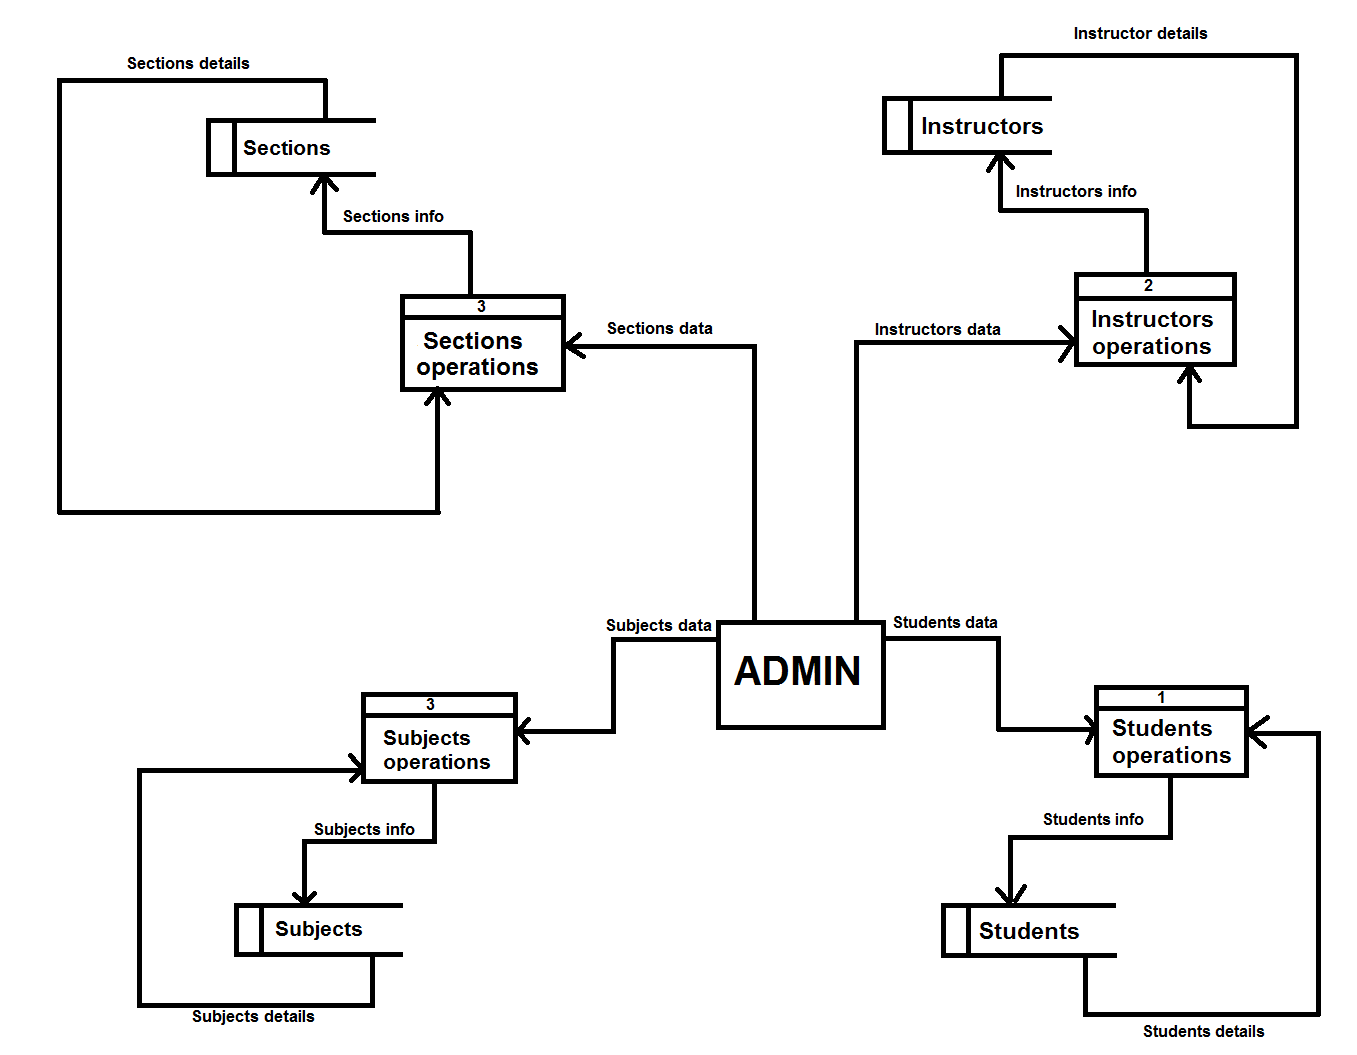 Instructor details
Sections details
Instructors
Sections
Instructors info
Sections info
2
3
Instructors
operations
Sections data
Instructors data
Sections
operations
Subjects data
Students data
ADMIN
3
1
Subjects
operations
Students
operations
Subjects info
Students info
Subjects
Students
Subjects details
Students details